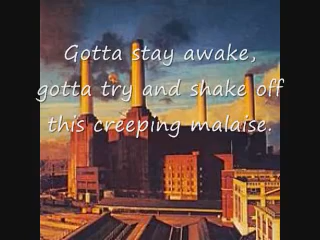 Gotta stay awake,
gotta try and shake off
this creeping malaise.